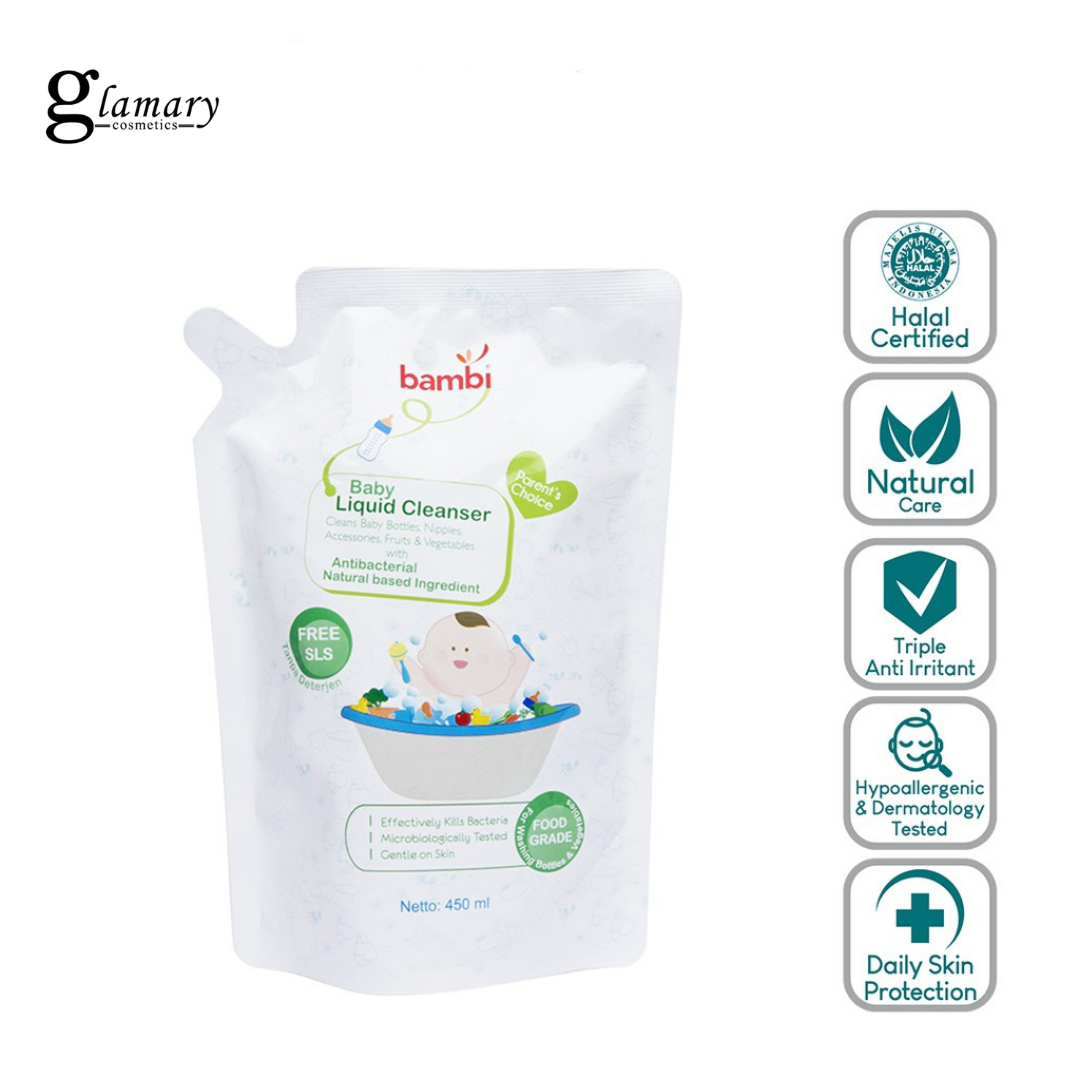 glamary
cosmetics
bambi
Baby
Liquid Cleanser
Cleans Baby Bottles, Nipples,
Accessories, Fruits & Vegetables
with
Antibacterial
Natural based Ingredient
Parent's
Choice
FREE
SLS
Tanpa Deterjen
Effectively Kills Bacteria
Microbiologically Tested
Gentle on Skin
FOOD
GRADE
For Washing Bottles & Vegetables
Netto: 450 ml
MAJELIS ULAMA
حلال
HALAL
INDONESIA
Halal
Certified
Natural
Care
Triple
Anti Irritant
Hypoallergenic
& Dermatology
Tested
Daily Skin
Protection